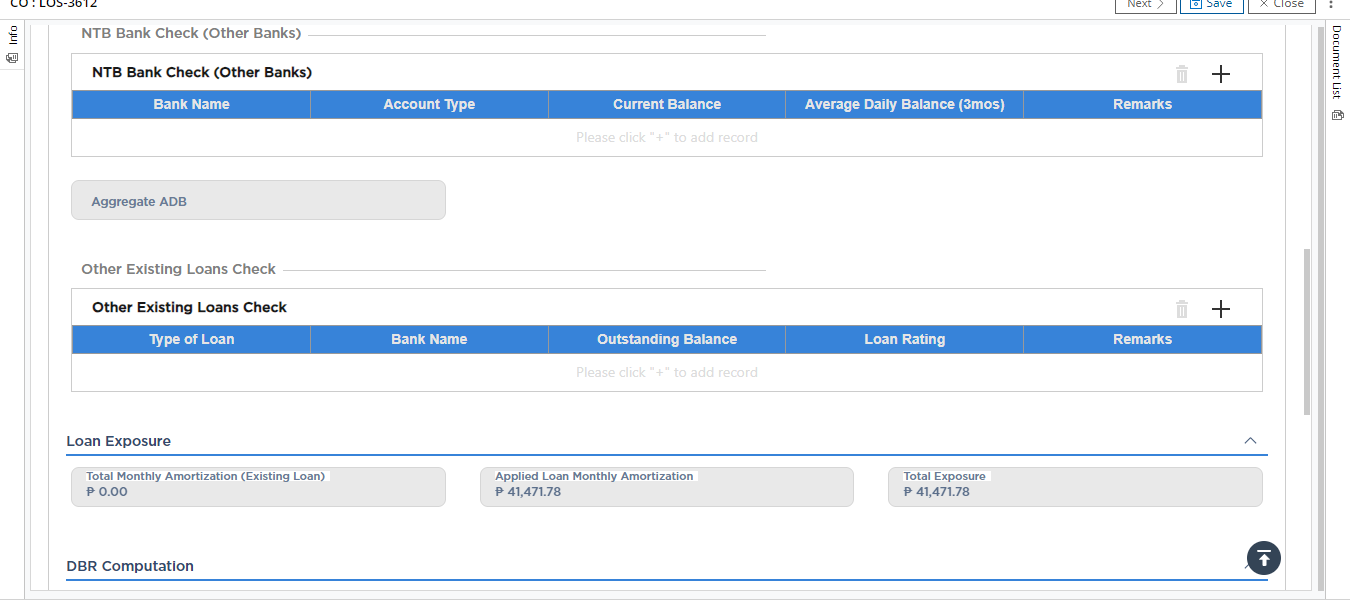 CO : LOS-3612
Next
Save
Close
Info
Document List
NTB Bank Check (Other Banks)
NTB Bank Check (Other Banks)
Bank Name Account Type Current Balance Average Daily Balance (3mos) Remarks
Please click "+" to add record
Aggregate ADB
Other Existing Loans Check
Other Existing Loans Check
Type of Loan Bank Name Outstanding Balance Loan Rating Remarks
Please click "+" to add record
Loan Exposure
Total Monthly Amortization (Existing Loan) Applied Loan Monthly Amortization Total Exposure
₱ 0.00 ₱ 41,471.78 ₱ 41,471.78
DBR Computation